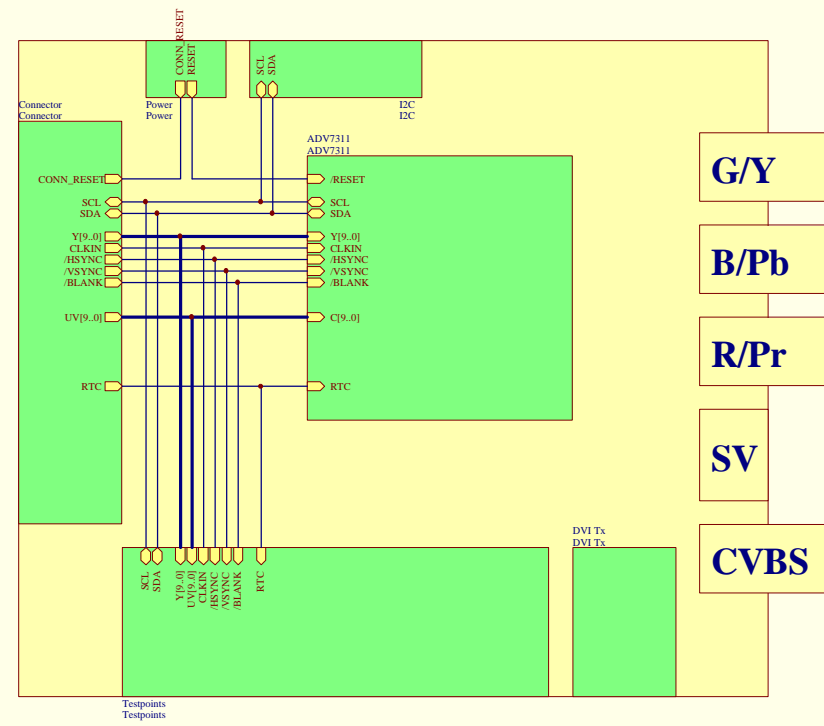 CONN_RESET
RESET
SCL
SDA
Connector
Connector
Power
Power
I2C
I2C
ADV7311
ADV7311
CONN_RESET
SCL
SDA
Y[9..0]
CLKIN
/HSYNC
/VSYNC
/BLANK
UV[9..0]
RTC
/RESET
SCL
SDA
Y[9..0]
CLKIN
/HSYNC
/VSYNC
/BLANK
C[9..0]
RTC
G/Y
B/Pb
R/Pr
SV
CVBS
DVI Tx
DVI Tx
SCL
SDA
Y[9..0]
UV[9..0]
CLKIN
/HSYNC
/VSYNC
/BLANK
RTC
Testpoints
Testpoints